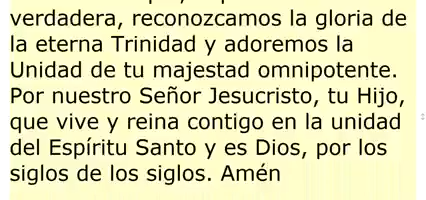 verdadera, reconozcamos la gloria de
la eterna Trinidad y adoremos la
Unidad de tu majestad omnipotente.
Por nuestro Señor Jesucristo, tu Hijo,
que vive y reina contigo en la unidad
del Espíritu Santo y es Dios, por los
siglos de los siglos. Amén